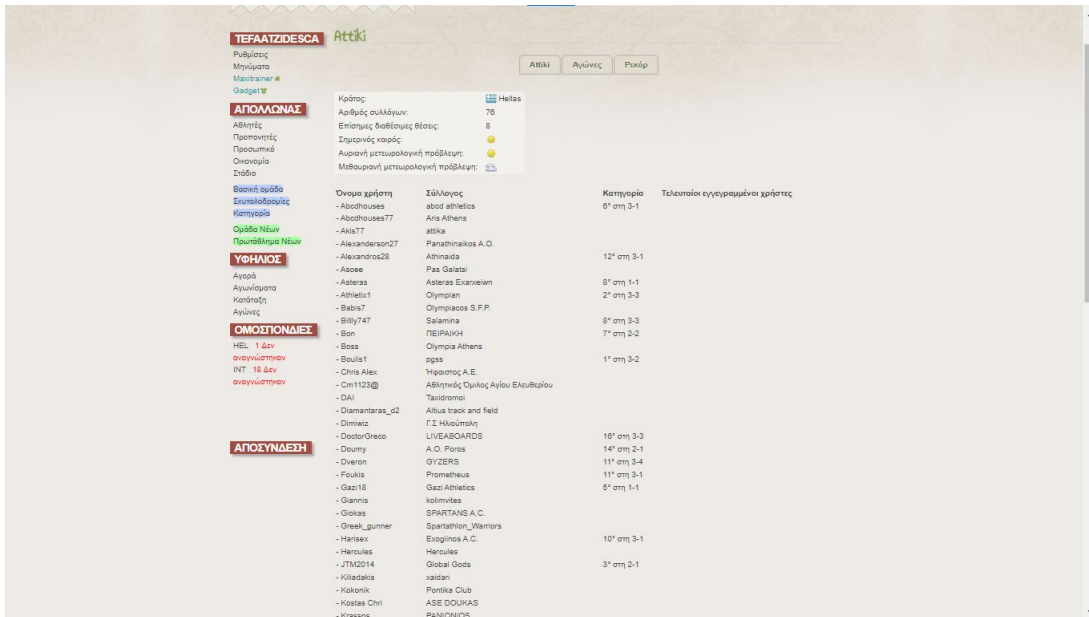 TEFAATZIDESCA
Ρυθμίσεις
Μηνύματα
Maxitrainer
Gadget
ΑΠΟΛΛΩΝΑΣ
Αθλητές
Προπονητές
Προσωπικό
Οικονομία
Στάδιο
Βασική ομάδα
Σκυταλοδρομίες
Κατηγορία
Ομάδα Νέων
Πρωτάθλημα Νέων
ΥΦΗΛΙΟΣ
Αγορά
Αγωνίσματα
Κατάταξη
Αγώνες
ΟΜΟΣΠΟΝΔΙΕΣ
HEL 1 Δεν
αναγνώστηκαν
INT 18 Δεν
αναγνώστηκαν
ΑΠΟΣΥΝΔΕΣΗ
Attiki
Attiki Αγώνες Ρεκόρ
Κράτος: Hellas
Αριθμός συλλόγων: 76
Επίσημες διαθέσιμες θέσεις: 8
Σημερινός καιρός:
Αυριανή μετεωρολογική πρόβλεψη:
Μεθαυριανή μετεωρολογική πρόβλεψη:
Όνομα χρήστη Σύλλογος Κατηγορία Τελευταίοι εγγεγραμμένοι χρήστες
- Abcdhouses abcd athletics 6° στη 3-1
- Abcdhouses77 Aris Athens
- Akis77 attika
- Alexanderson27 Panathinaikos A.O.
- Alexandros28 Athinaida 12° στη 3-1
- Asoee Pas Galatsi
- Asteras Asteras Exarxeiwn 8° στη 1-1
- Athletix1 Olympian 2° στη 3-3
- Babis7 Olympiacos S.F.P.
- Billy747 Salamina 8° στη 3-3
- Bon ΠΕΙΡΑΙΚΗ 7° στη 2-2
- Boss Olympia Athens
- Boulis1 pgss 1° στη 3-2
- Chris Alex Ήφαιστος Α.Ε.
- Cm1123@ Αθλητικός Όμιλος Αγίου Ελευθερίου
- DAI Taxidromoi
- Diamantaras_d2 Altius track and field
- Dimiwiz Γ.Σ Ηλιούπολη
- DoctorGreco LIVEABOARDS 16° στη 3-3
- Doumy A.O. Poros 14° στη 2-1
- Dveron GYZERS 11° στη 3-4
- Foukis Prometheus 11° στη 3-1
- Gazi18 Gazi Athletics 5° στη 1-1
- Giannis kolimvites
- Giokas SPARTANS A.C.
- Greek_gunner Spartathlon_Warriors
- Harisex Exogiinos A.C. 10° στη 3-1
- Hercules Hercules
- JTM2014 Global Gods 3° στη 2-1
- Kiliadakis xaidari
- Kokonik Pontika Club
- Kostas Chri ASE DOUKAS
- Krassos PANIONIOS